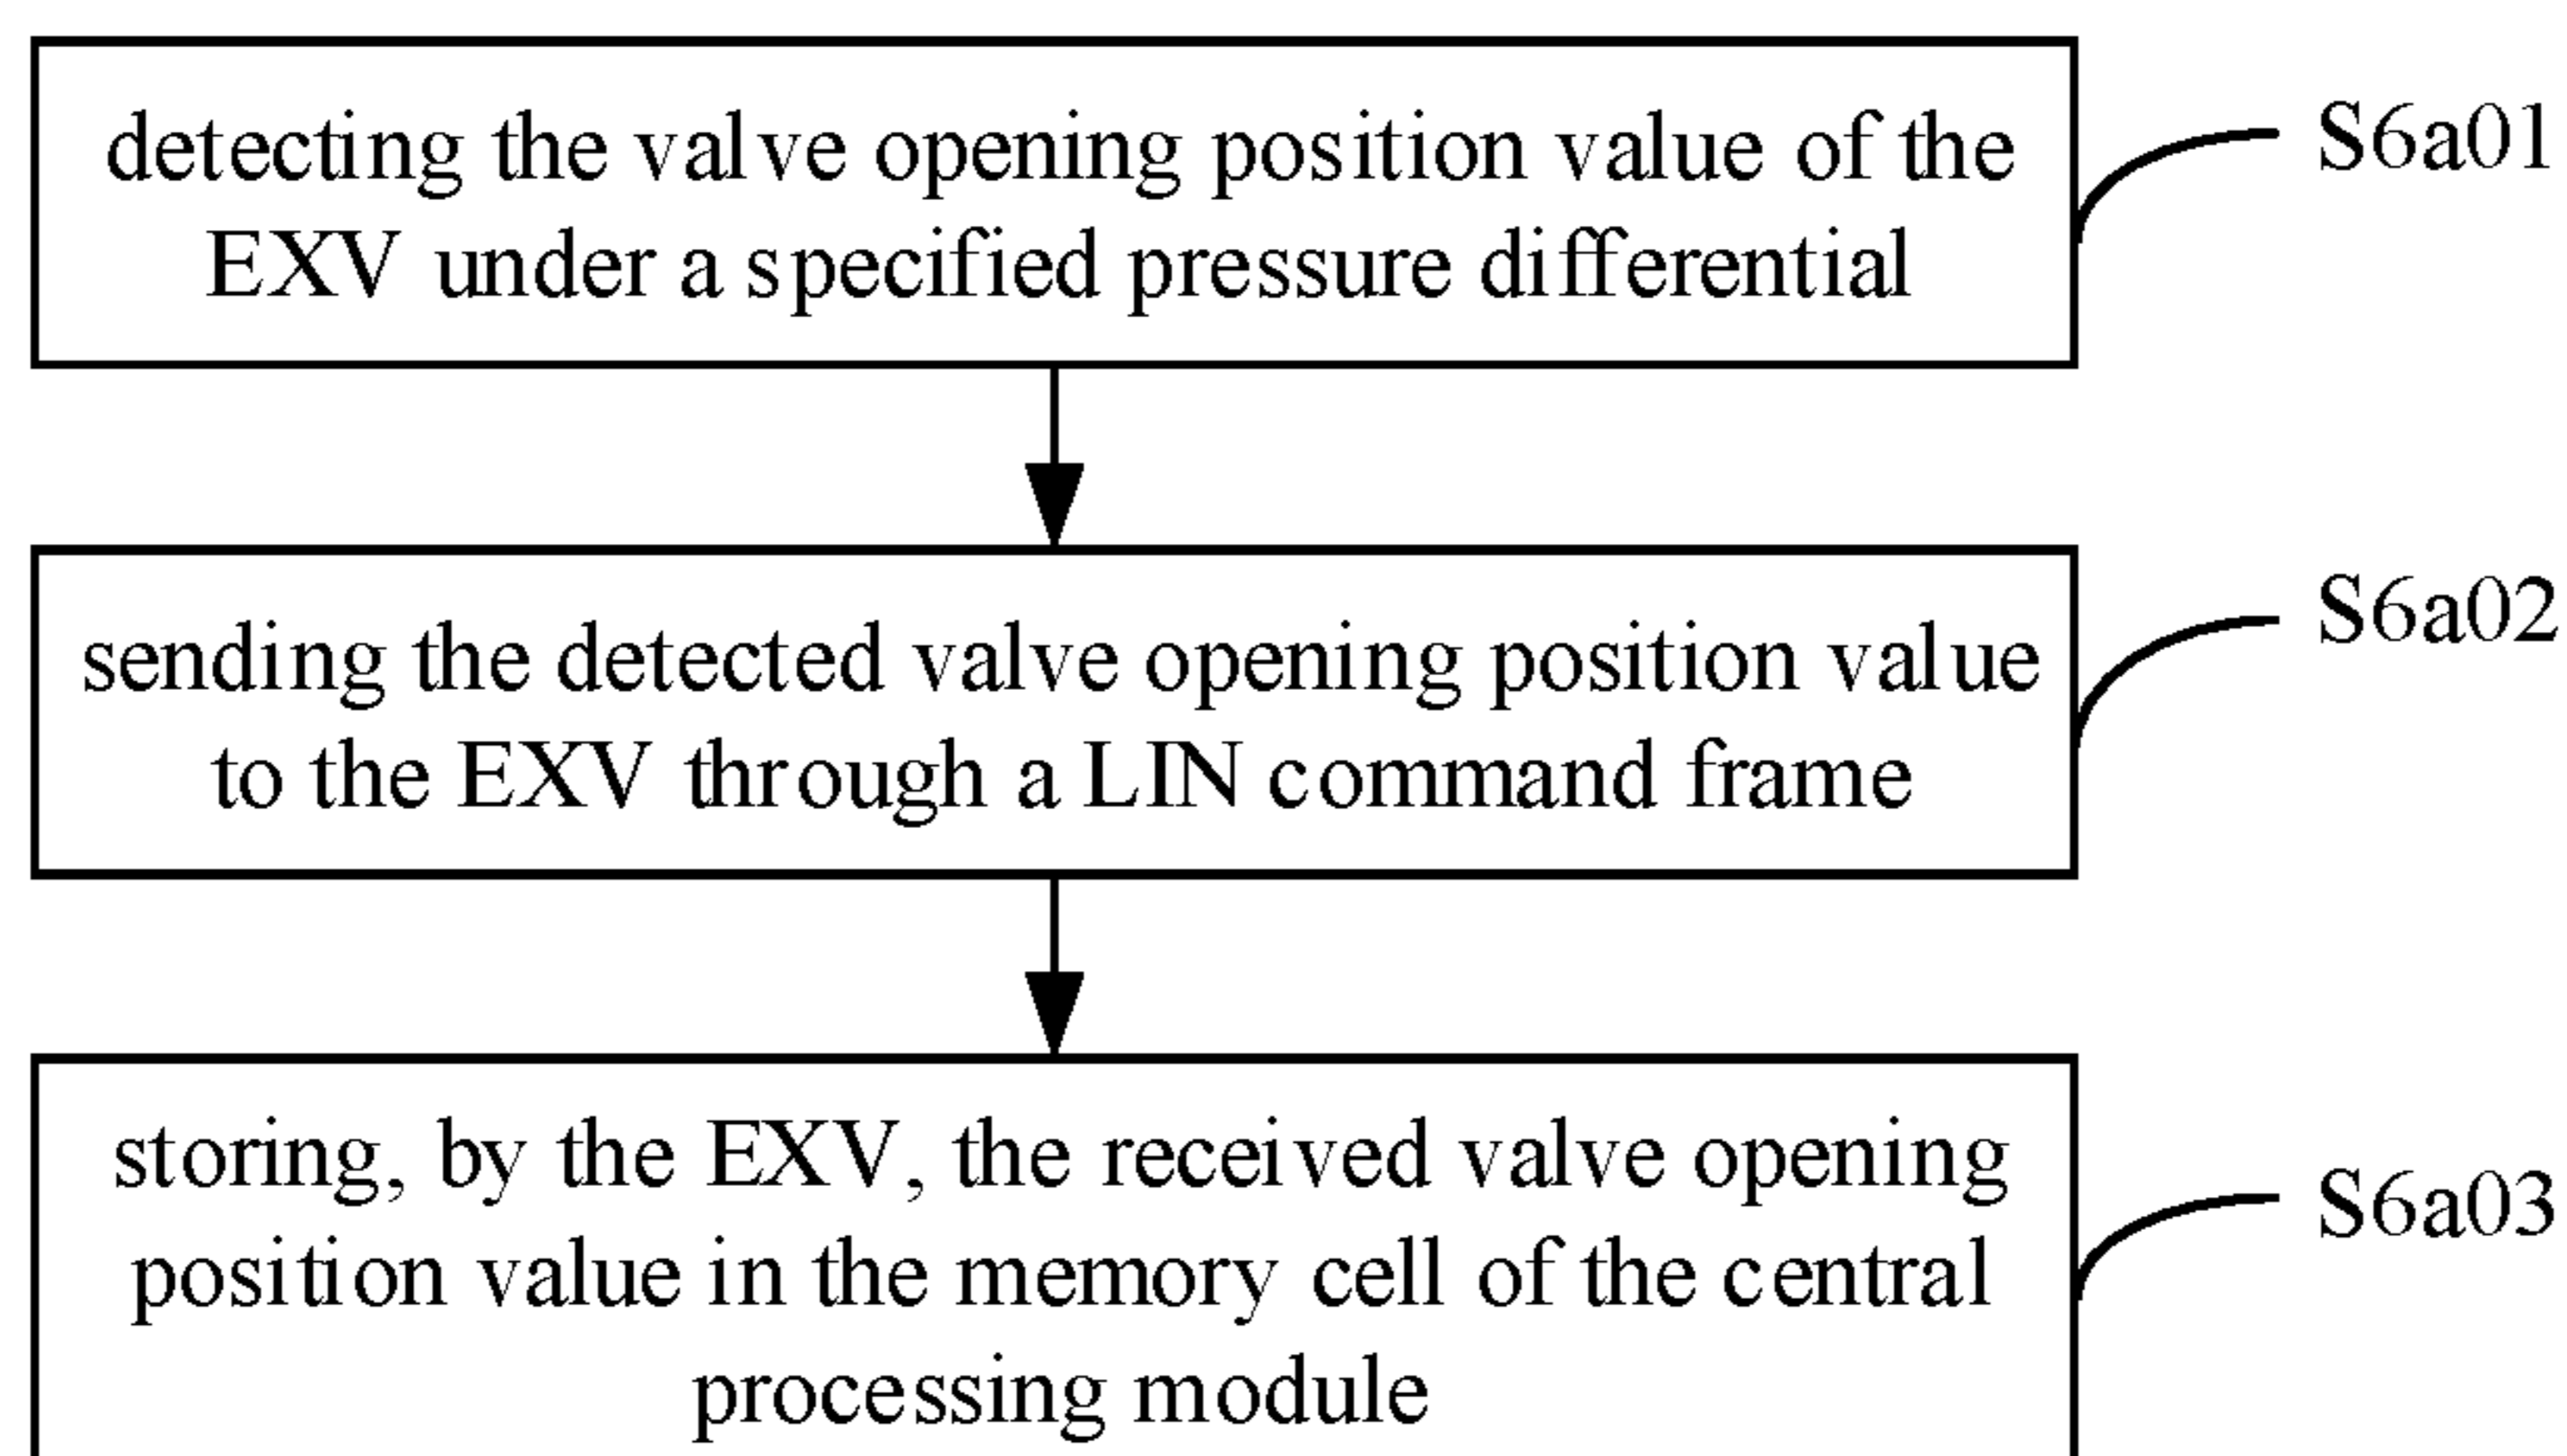 detecting the valve opening position value of the
EXV under a specified pressure differential
S6a01
sending the detected valve opening position value
to the EXV through a LIN command frame
S6a02
storing, by the EXV, the received valve opening
position value in the memory cell of the central
processing module
S6a03